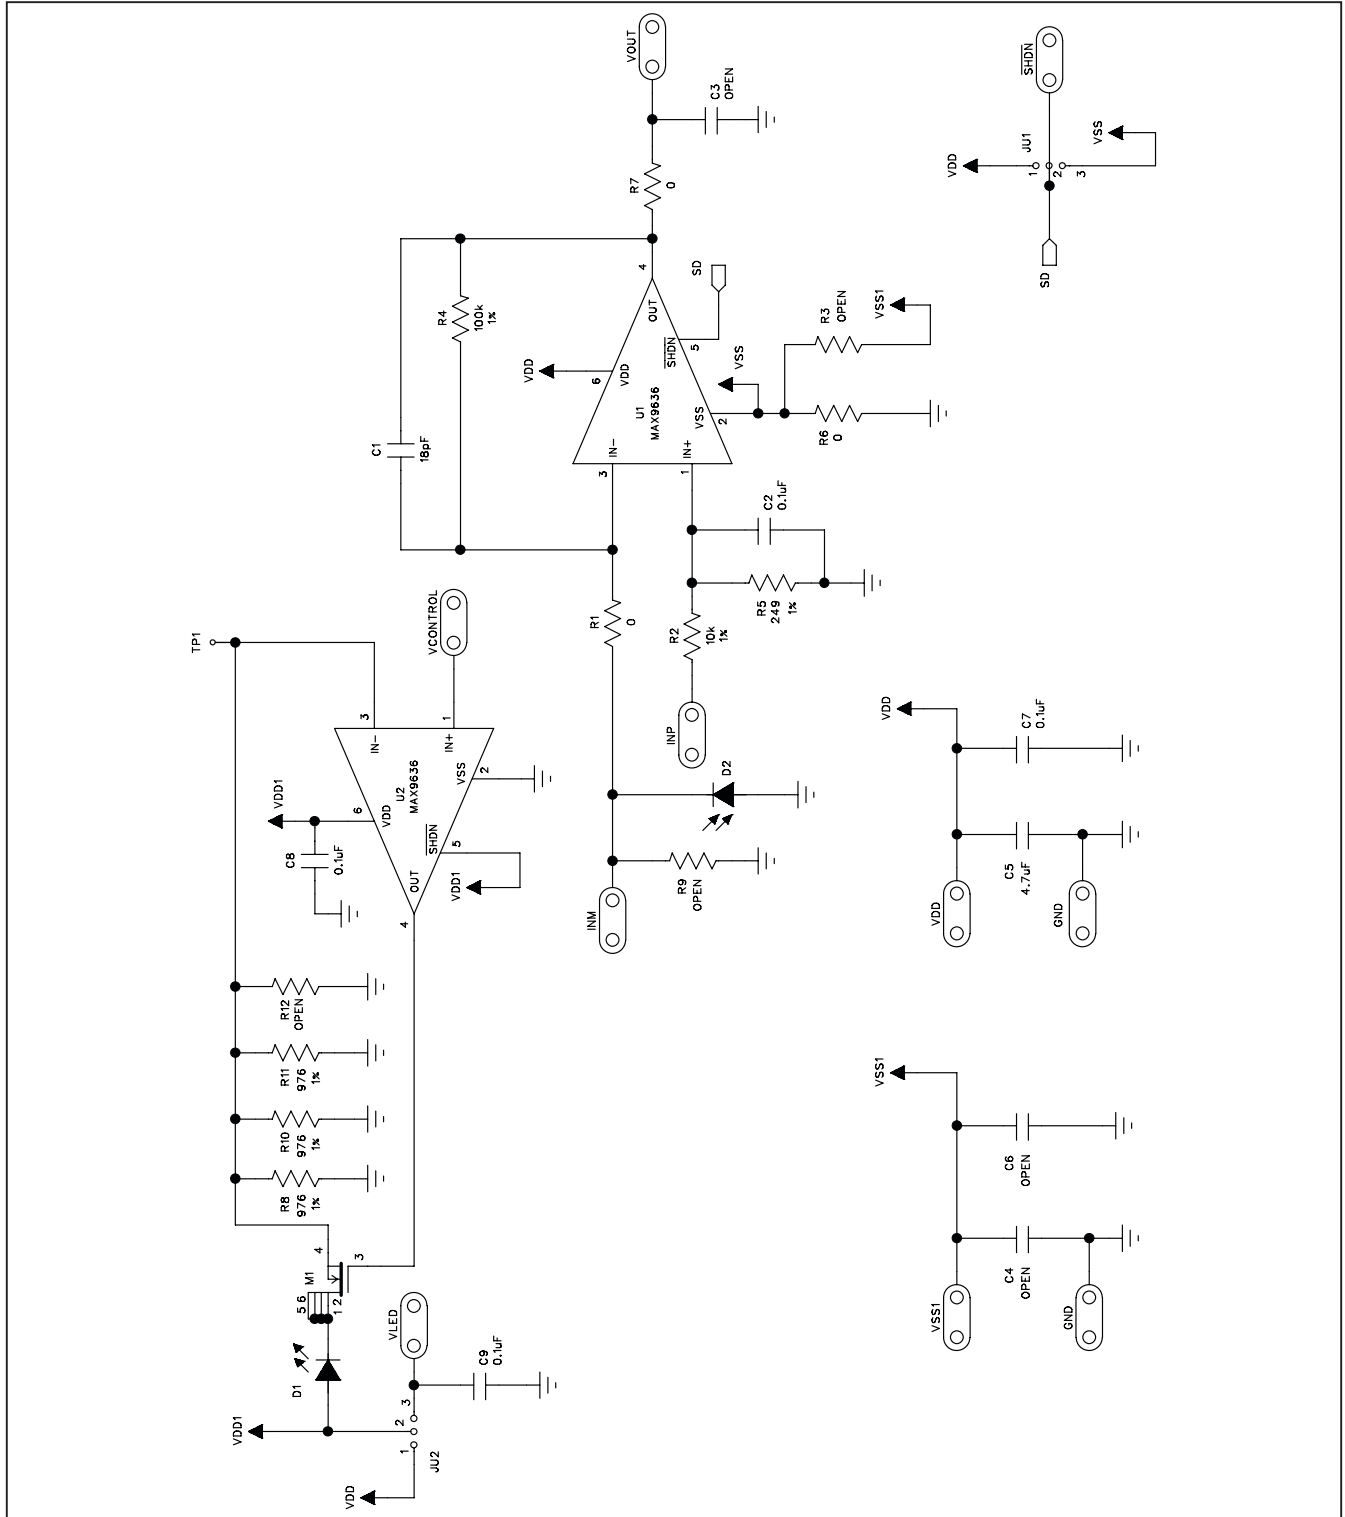 VOUT
C3
OPEN
R7
0
SHDN
JU1
VDD
VSS
1
2
3
SD
C1
18pF
R4
100k
1%
4
OUT
SD
5
SHDN
VDD
6
VDD
U1
MAX9636
VSS
VSS
2
R3
OPEN
VSS1
R6
0
IN-
3
IN+
1
C2
0.1uF
R5
249
1%
R2
10k
1%
R1
0
INP
TP1
VCONTROL
3
IN-
1
IN+
U2
MAX9636
VSS
2
VDD1
6
VDD
C8
0.1uF
SHDN
5
VDD1
OUT
4
D2
R9
OPEN
INM
VDD
C7
0.1uF
C5
4.7uF
VDD
GND
R12
OPEN
R11
976
1%
R10
976
1%
R8
976
1%
4
M1
3
5 6
1 2
D1
VDD1
VLED
C9
0.1uF
3
2
1
JU2
VDD
VSS1
C6
OPEN
C4
OPEN
VSS1
GND